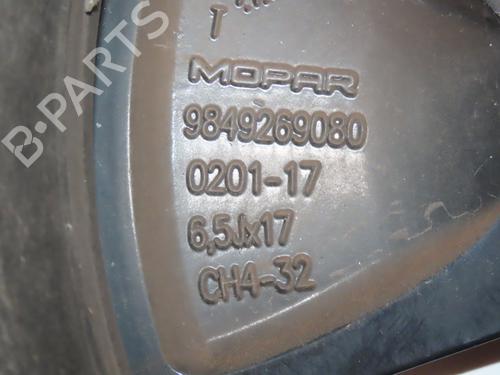 T
MOPAR
9849269080
0201-17
6,5Jx17
CH4-32
B-PARTS